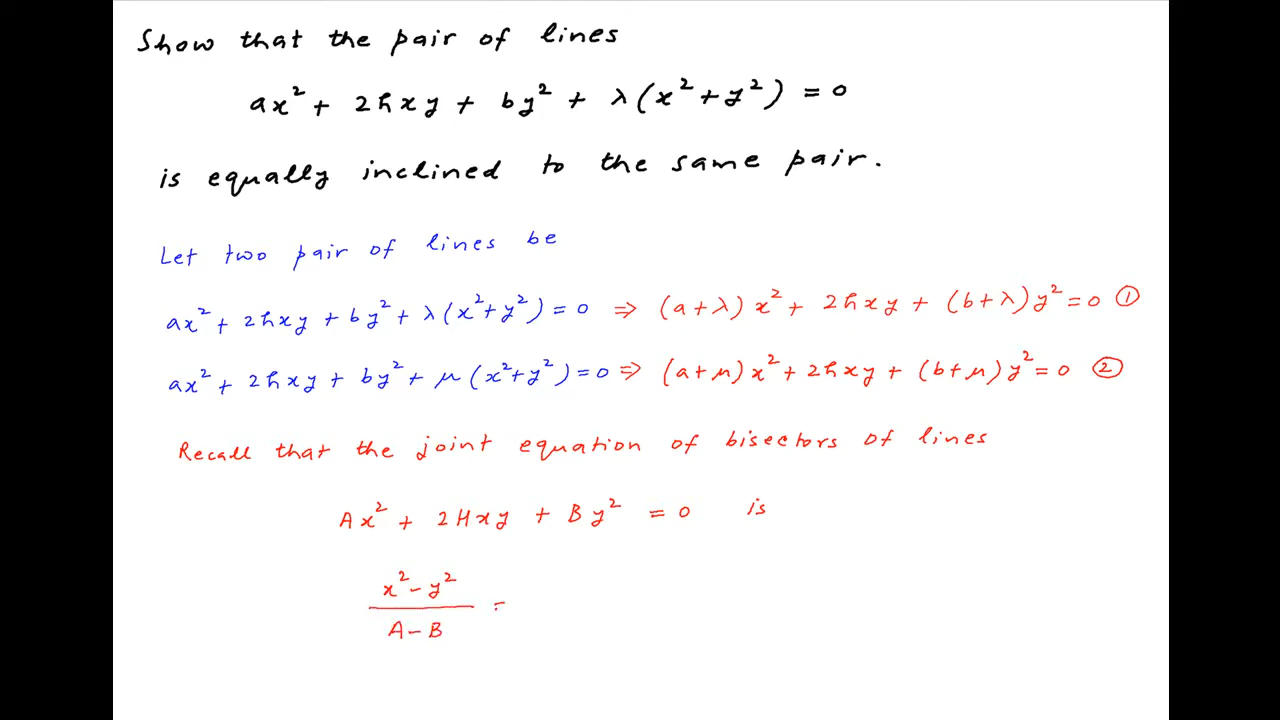 Show that the pair of lines
ax² + 2hxy + by² + λ(x² + y²) = 0
is equally inclined to the same pair.
Let two pair of lines be
ax² + 2hxy + by² + λ(x² + y²) = 0 ⇒ (a + λ)x² + 2hxy + (b + λ)y² = 0 ①
ax² + 2hxy + by² + μ(x² + y²) = 0 ⇒ (a + μ)x² + 2hxy + (b + μ)y² = 0 ②
Recall that the joint equation of bisectors of lines
Ax² + 2Hxy + By² = 0 is
x² − y²
A − B =